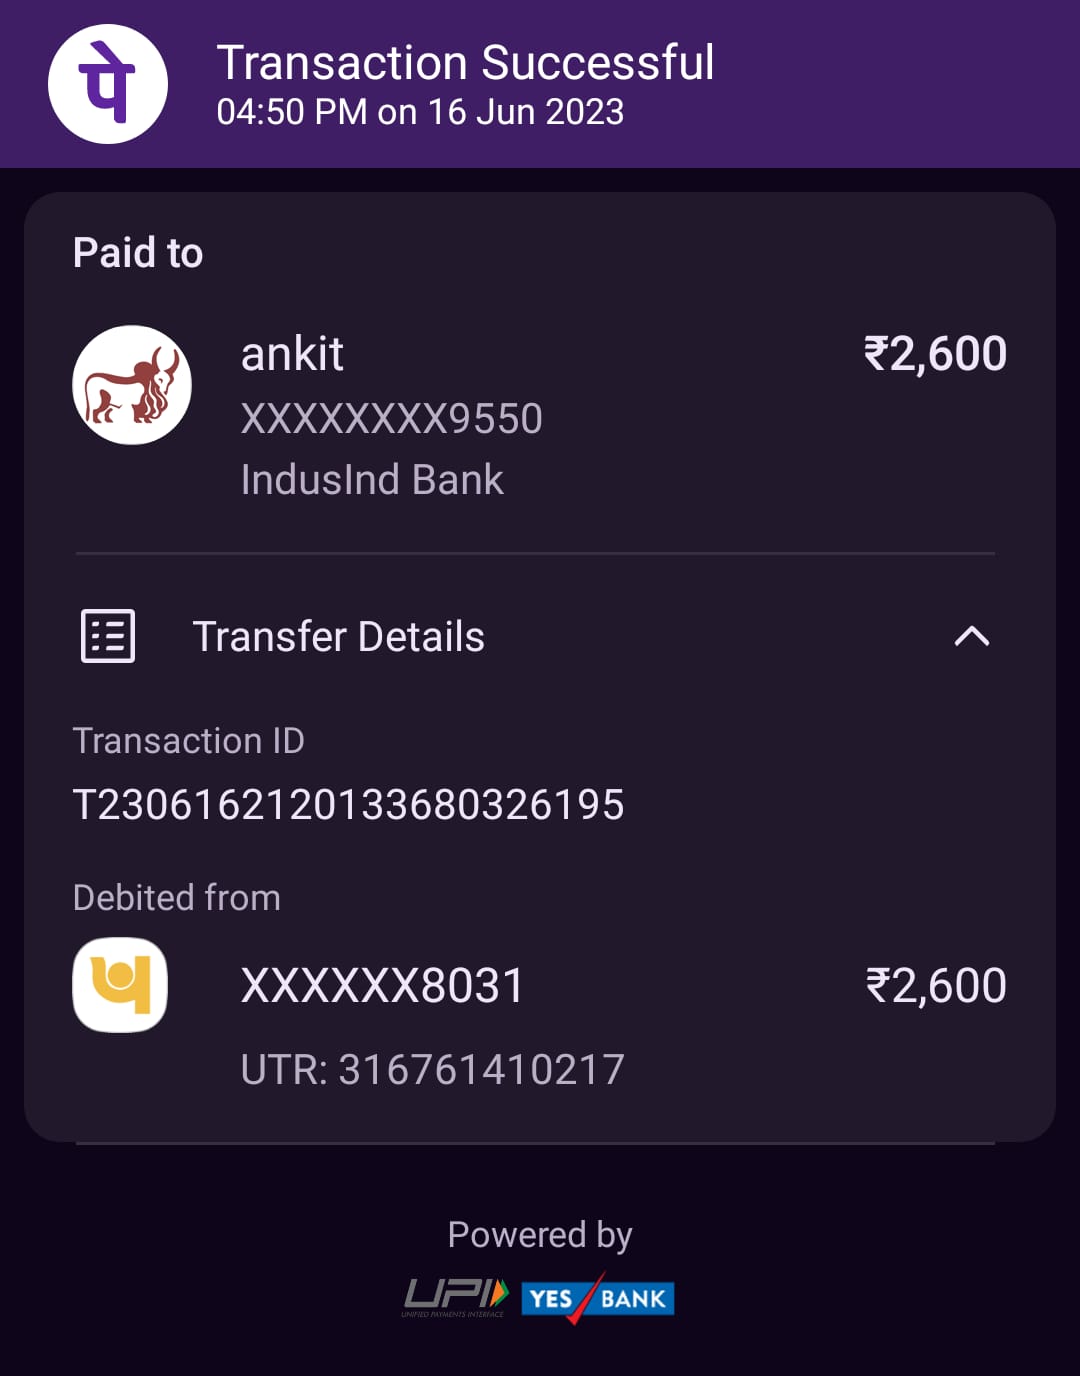 पे
Transaction Successful
04:50 PM on 16 Jun 2023
Paid to
ankit
₹2,600
XXXXXXXX9550
IndusInd Bank
Transfer Details
Transaction ID
T2306162120133680326195
Debited from
XXXXXX8031
₹2,600
UTR: 316761410217
Powered by
UPI
UNIFIED PAYMENTS INTERFACE
YES BANK